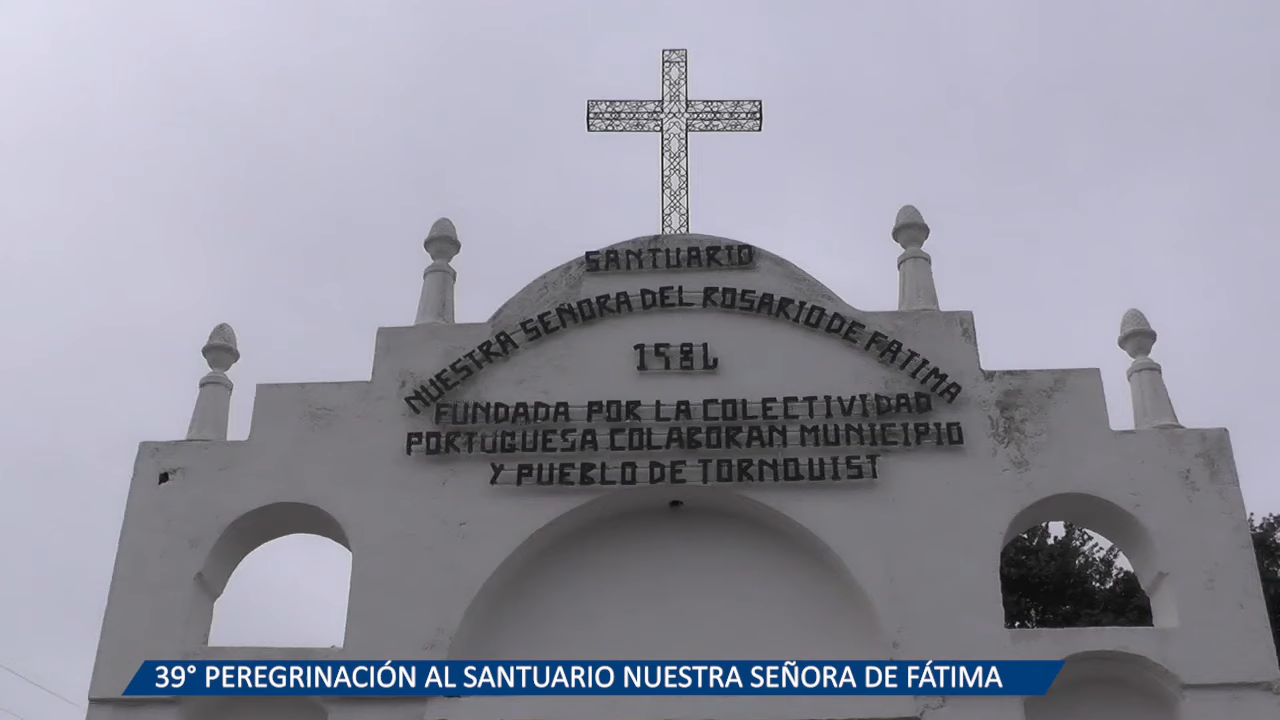 SANTUARIO
NUESTRA SEÑORA DEL ROSARIO DE FATIMA
1981
FUNDADA POR LA COLECTIVIDAD
PORTUGUESA COLABORAN MUNICIPIO
Y PUEBLO DE TORNQUIST
39° PEREGRINACIÓN AL SANTUARIO NUESTRA SEÑORA DE FÁTIMA